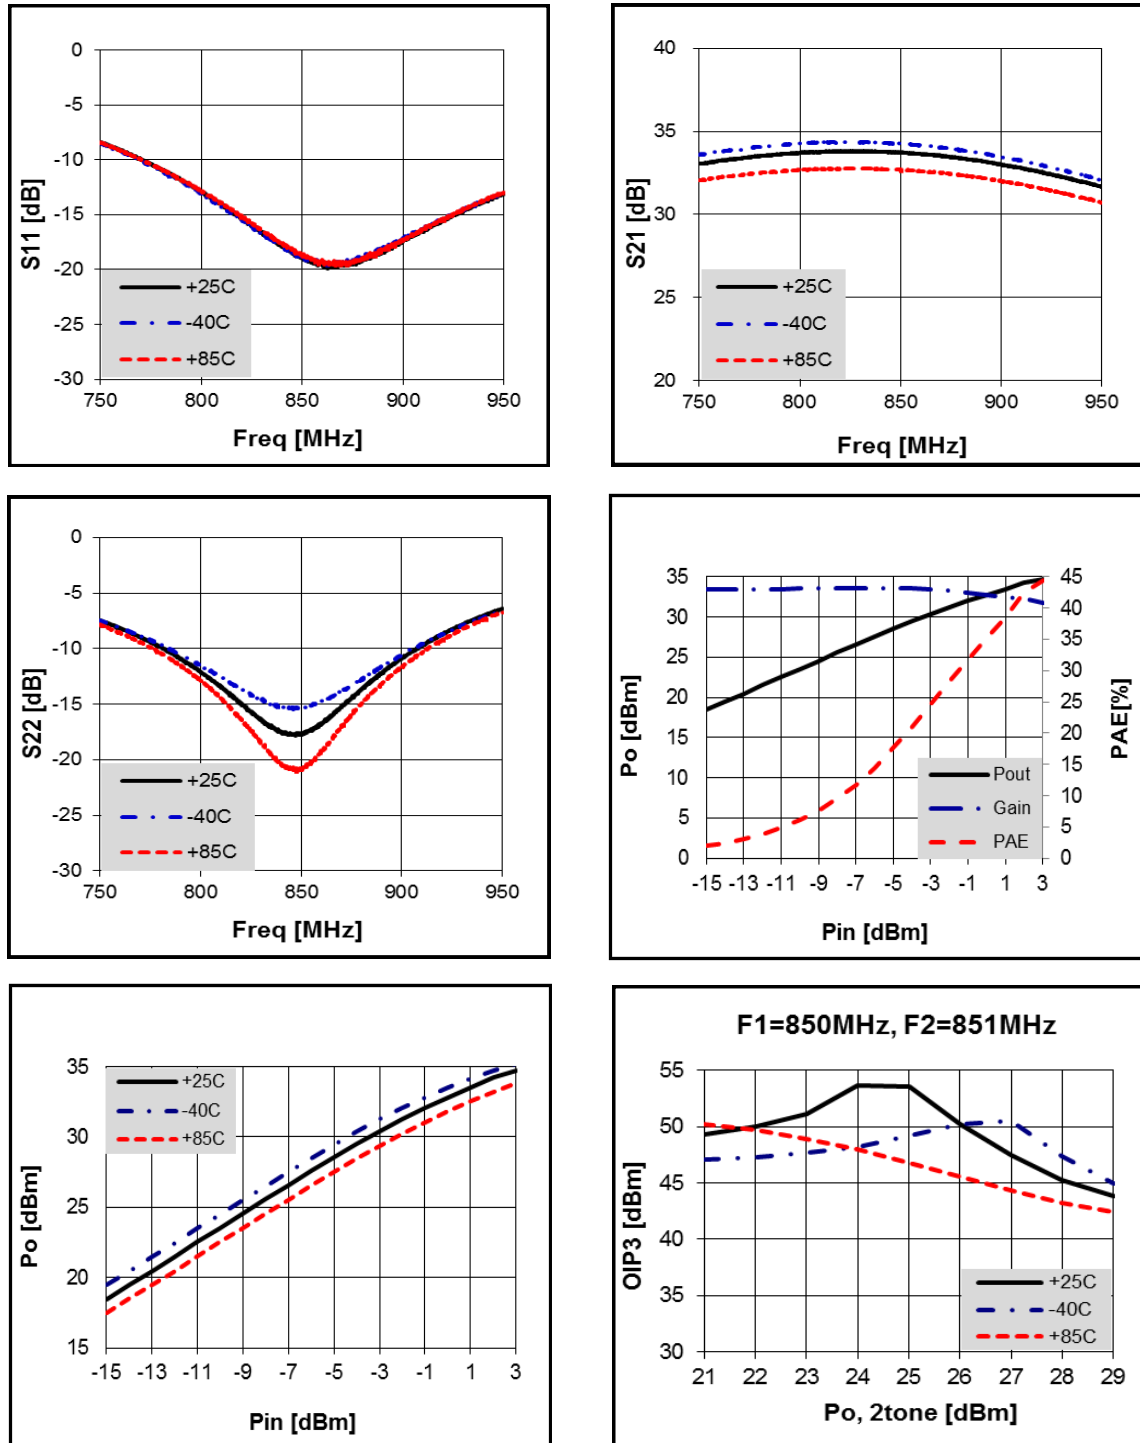 0
-5
-10
-15
-20
-25
-30
S11 [dB]
+25C
-40C
+85C
750 800 850 900 950
Freq [MHz]
40
35
30
25
20
S21 [dB]
+25C
-40C
+85C
750 800 850 900 950
Freq [MHz]
0
-5
-10
-15
-20
-25
-30
S22 [dB]
+25C
-40C
+85C
750 800 850 900 950
Freq [MHz]
35
30
25
20
15
10
5
0
Po [dBm]
45
40
35
30
25
20
15
10
5
0
PAE[%]
Pout
Gain
PAE
-15 -13 -11 -9 -7 -5 -3 -1 1 3
Pin [dBm]
35
30
25
20
15
Po [dBm]
+25C
-40C
+85C
-15 -13 -11 -9 -7 -5 -3 -1 1 3
Pin [dBm]
F1=850MHz, F2=851MHz
55
50
45
40
35
30
OIP3 [dBm]
+25C
-40C
+85C
21 22 23 24 25 26 27 28 29
Po, 2tone [dBm]